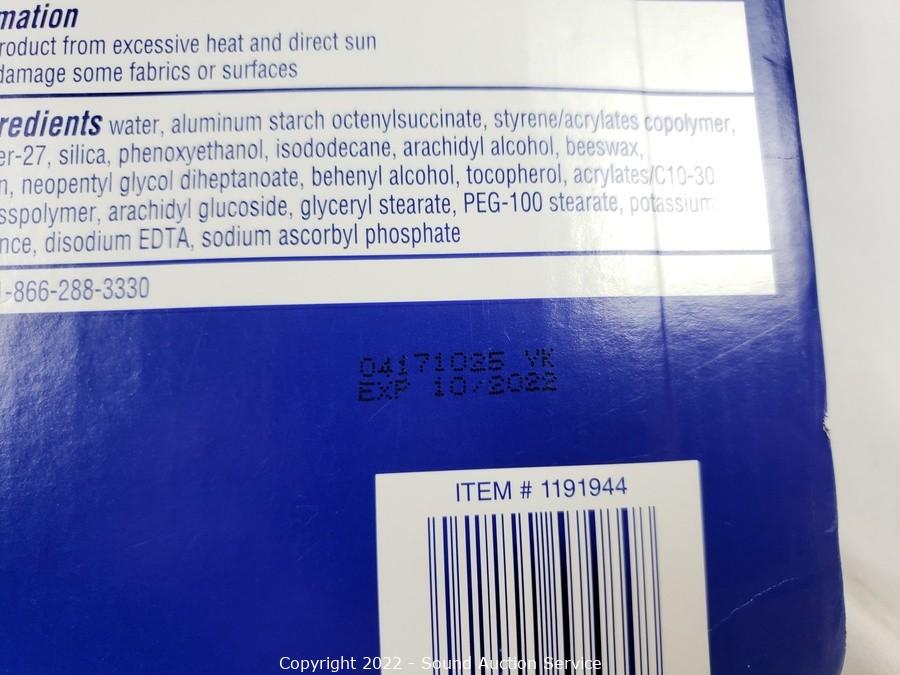 mation
roduct from excessive heat and direct sun
damage some fabrics or surfaces
redients water, aluminum starch octenylsuccinate, styrene/acrylates copolymer,
er-27, silica, phenoxyethanol, isododecane, arachidyl alcohol, beeswax,
n, neopentyl glycol diheptanoate, behenyl alcohol, tocopherol, acrylates/C10-30
sspolymer, arachidyl glucoside, glyceryl stearate, PEG-100 stearate, potassium
nce, disodium EDTA, sodium ascorbyl phosphate
1-866-288-3330
04171025 VK
EXP 10/2022
ITEM # 1191944
Copyright 2022 - Sound Auction Service